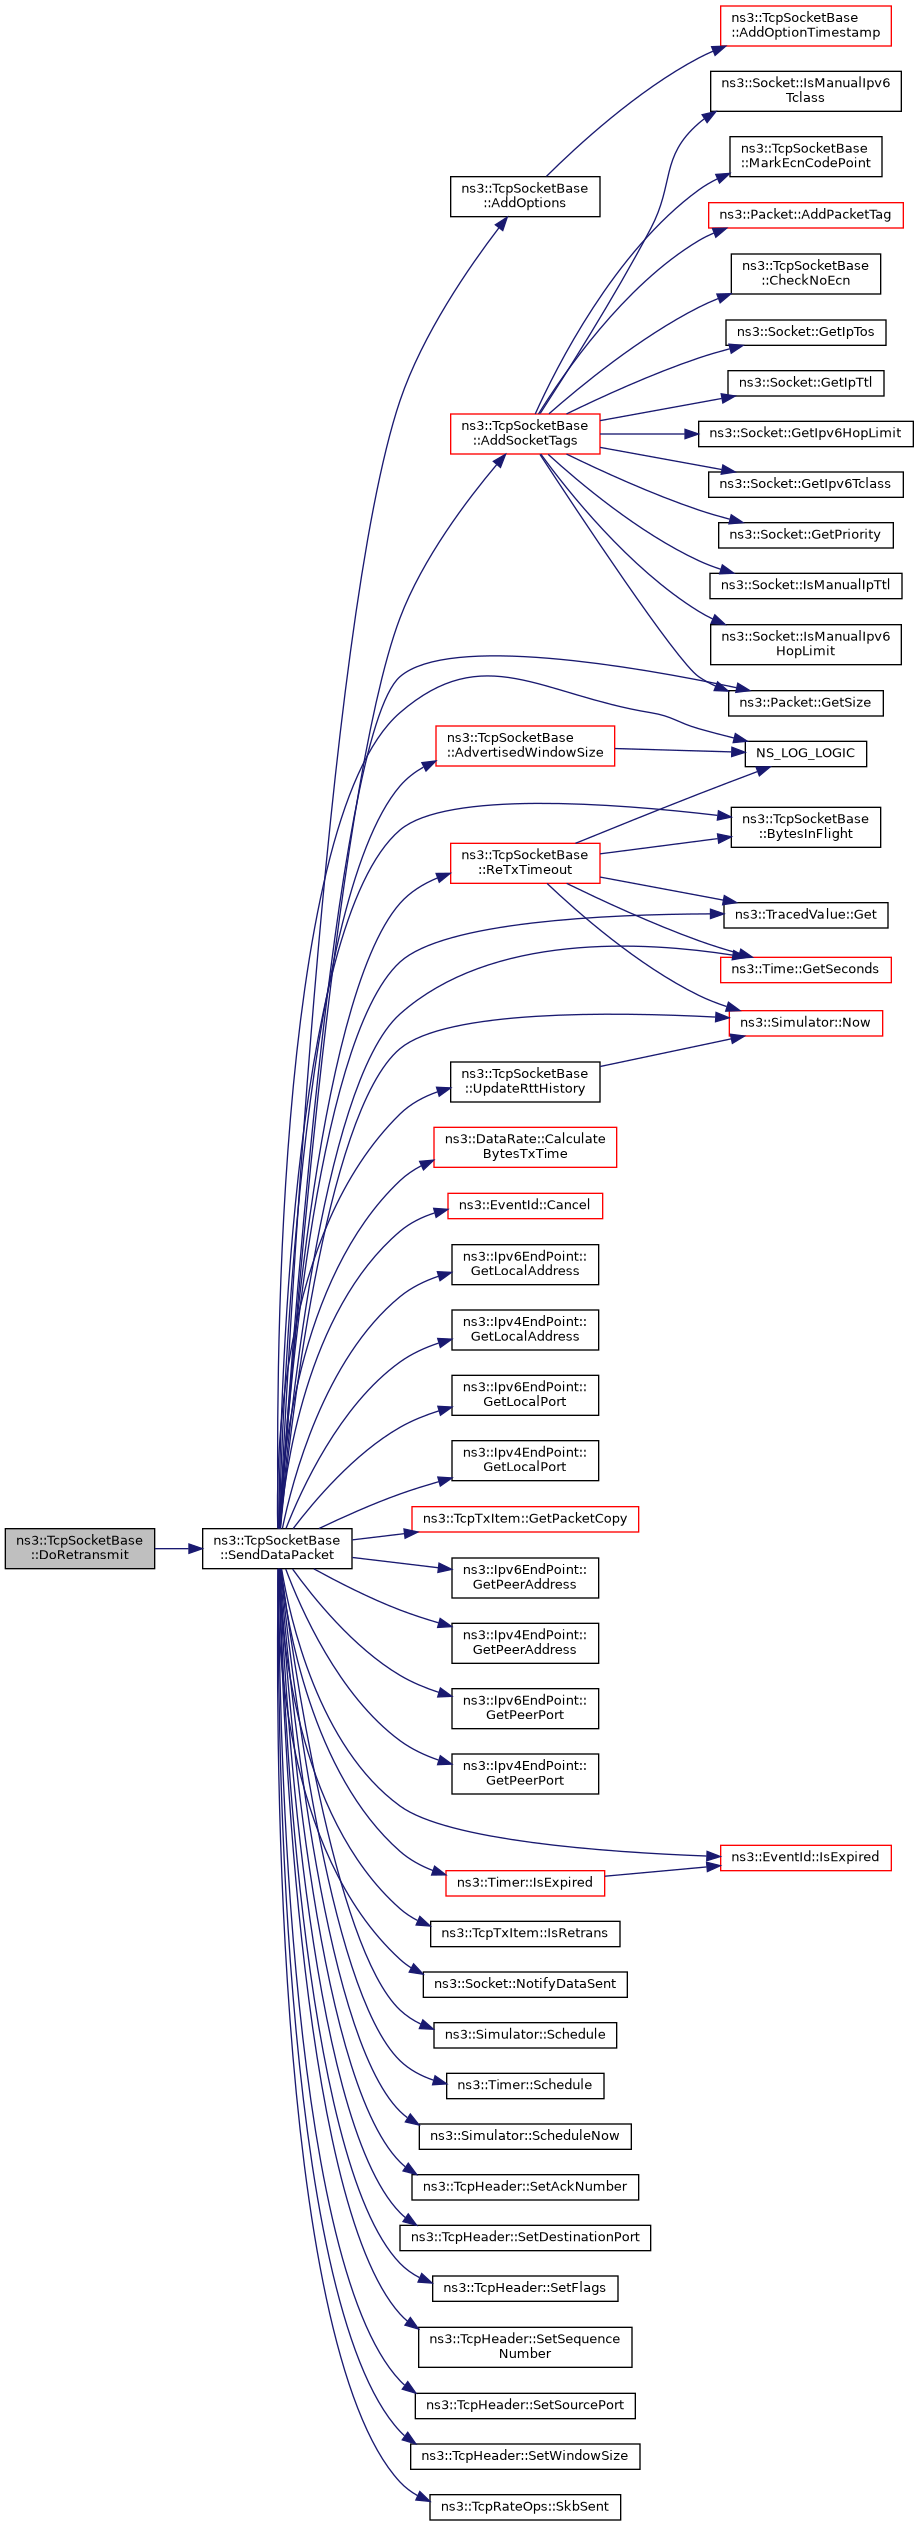 ns3::TcpSocketBase
::DoRetransmit
ns3::TcpSocketBase
::SendDataPacket
ns3::TcpSocketBase
::AddOptions
ns3::TcpSocketBase
::AddSocketTags
ns3::TcpSocketBase
::AdvertisedWindowSize
ns3::TcpSocketBase
::ReTxTimeout
ns3::TcpSocketBase
::UpdateRttHistory
ns3::DataRate::Calculate
BytesTxTime
ns3::EventId::Cancel
ns3::Ipv6EndPoint::
GetLocalAddress
ns3::Ipv4EndPoint::
GetLocalAddress
ns3::Ipv6EndPoint::
GetLocalPort
ns3::Ipv4EndPoint::
GetLocalPort
ns3::TcpTxItem::GetPacketCopy
ns3::Ipv6EndPoint::
GetPeerAddress
ns3::Ipv4EndPoint::
GetPeerAddress
ns3::Ipv6EndPoint::
GetPeerPort
ns3::Ipv4EndPoint::
GetPeerPort
ns3::Timer::IsExpired
ns3::TcpTxItem::IsRetrans
ns3::Socket::NotifyDataSent
ns3::Simulator::Schedule
ns3::Timer::Schedule
ns3::Simulator::ScheduleNow
ns3::TcpHeader::SetAckNumber
ns3::TcpHeader::SetDestinationPort
ns3::TcpHeader::SetFlags
ns3::TcpHeader::SetSequence
Number
ns3::TcpHeader::SetSourcePort
ns3::TcpHeader::SetWindowSize
ns3::TcpRateOps::SkbSent
ns3::TcpSocketBase
::AddOptionTimestamp
ns3::Socket::IsManualIpv6
Tclass
ns3::TcpSocketBase
::MarkEcnCodePoint
ns3::Packet::AddPacketTag
ns3::TcpSocketBase
::CheckNoEcn
ns3::Socket::GetIpTos
ns3::Socket::GetIpTtl
ns3::Socket::GetIpv6HopLimit
ns3::Socket::GetIpv6Tclass
ns3::Socket::GetPriority
ns3::Socket::IsManualIpTtl
ns3::Socket::IsManualIpv6
HopLimit
ns3::Packet::GetSize
NS_LOG_LOGIC
ns3::TcpSocketBase
::BytesInFlight
ns3::TracedValue::Get
ns3::Time::GetSeconds
ns3::Simulator::Now
ns3::EventId::IsExpired